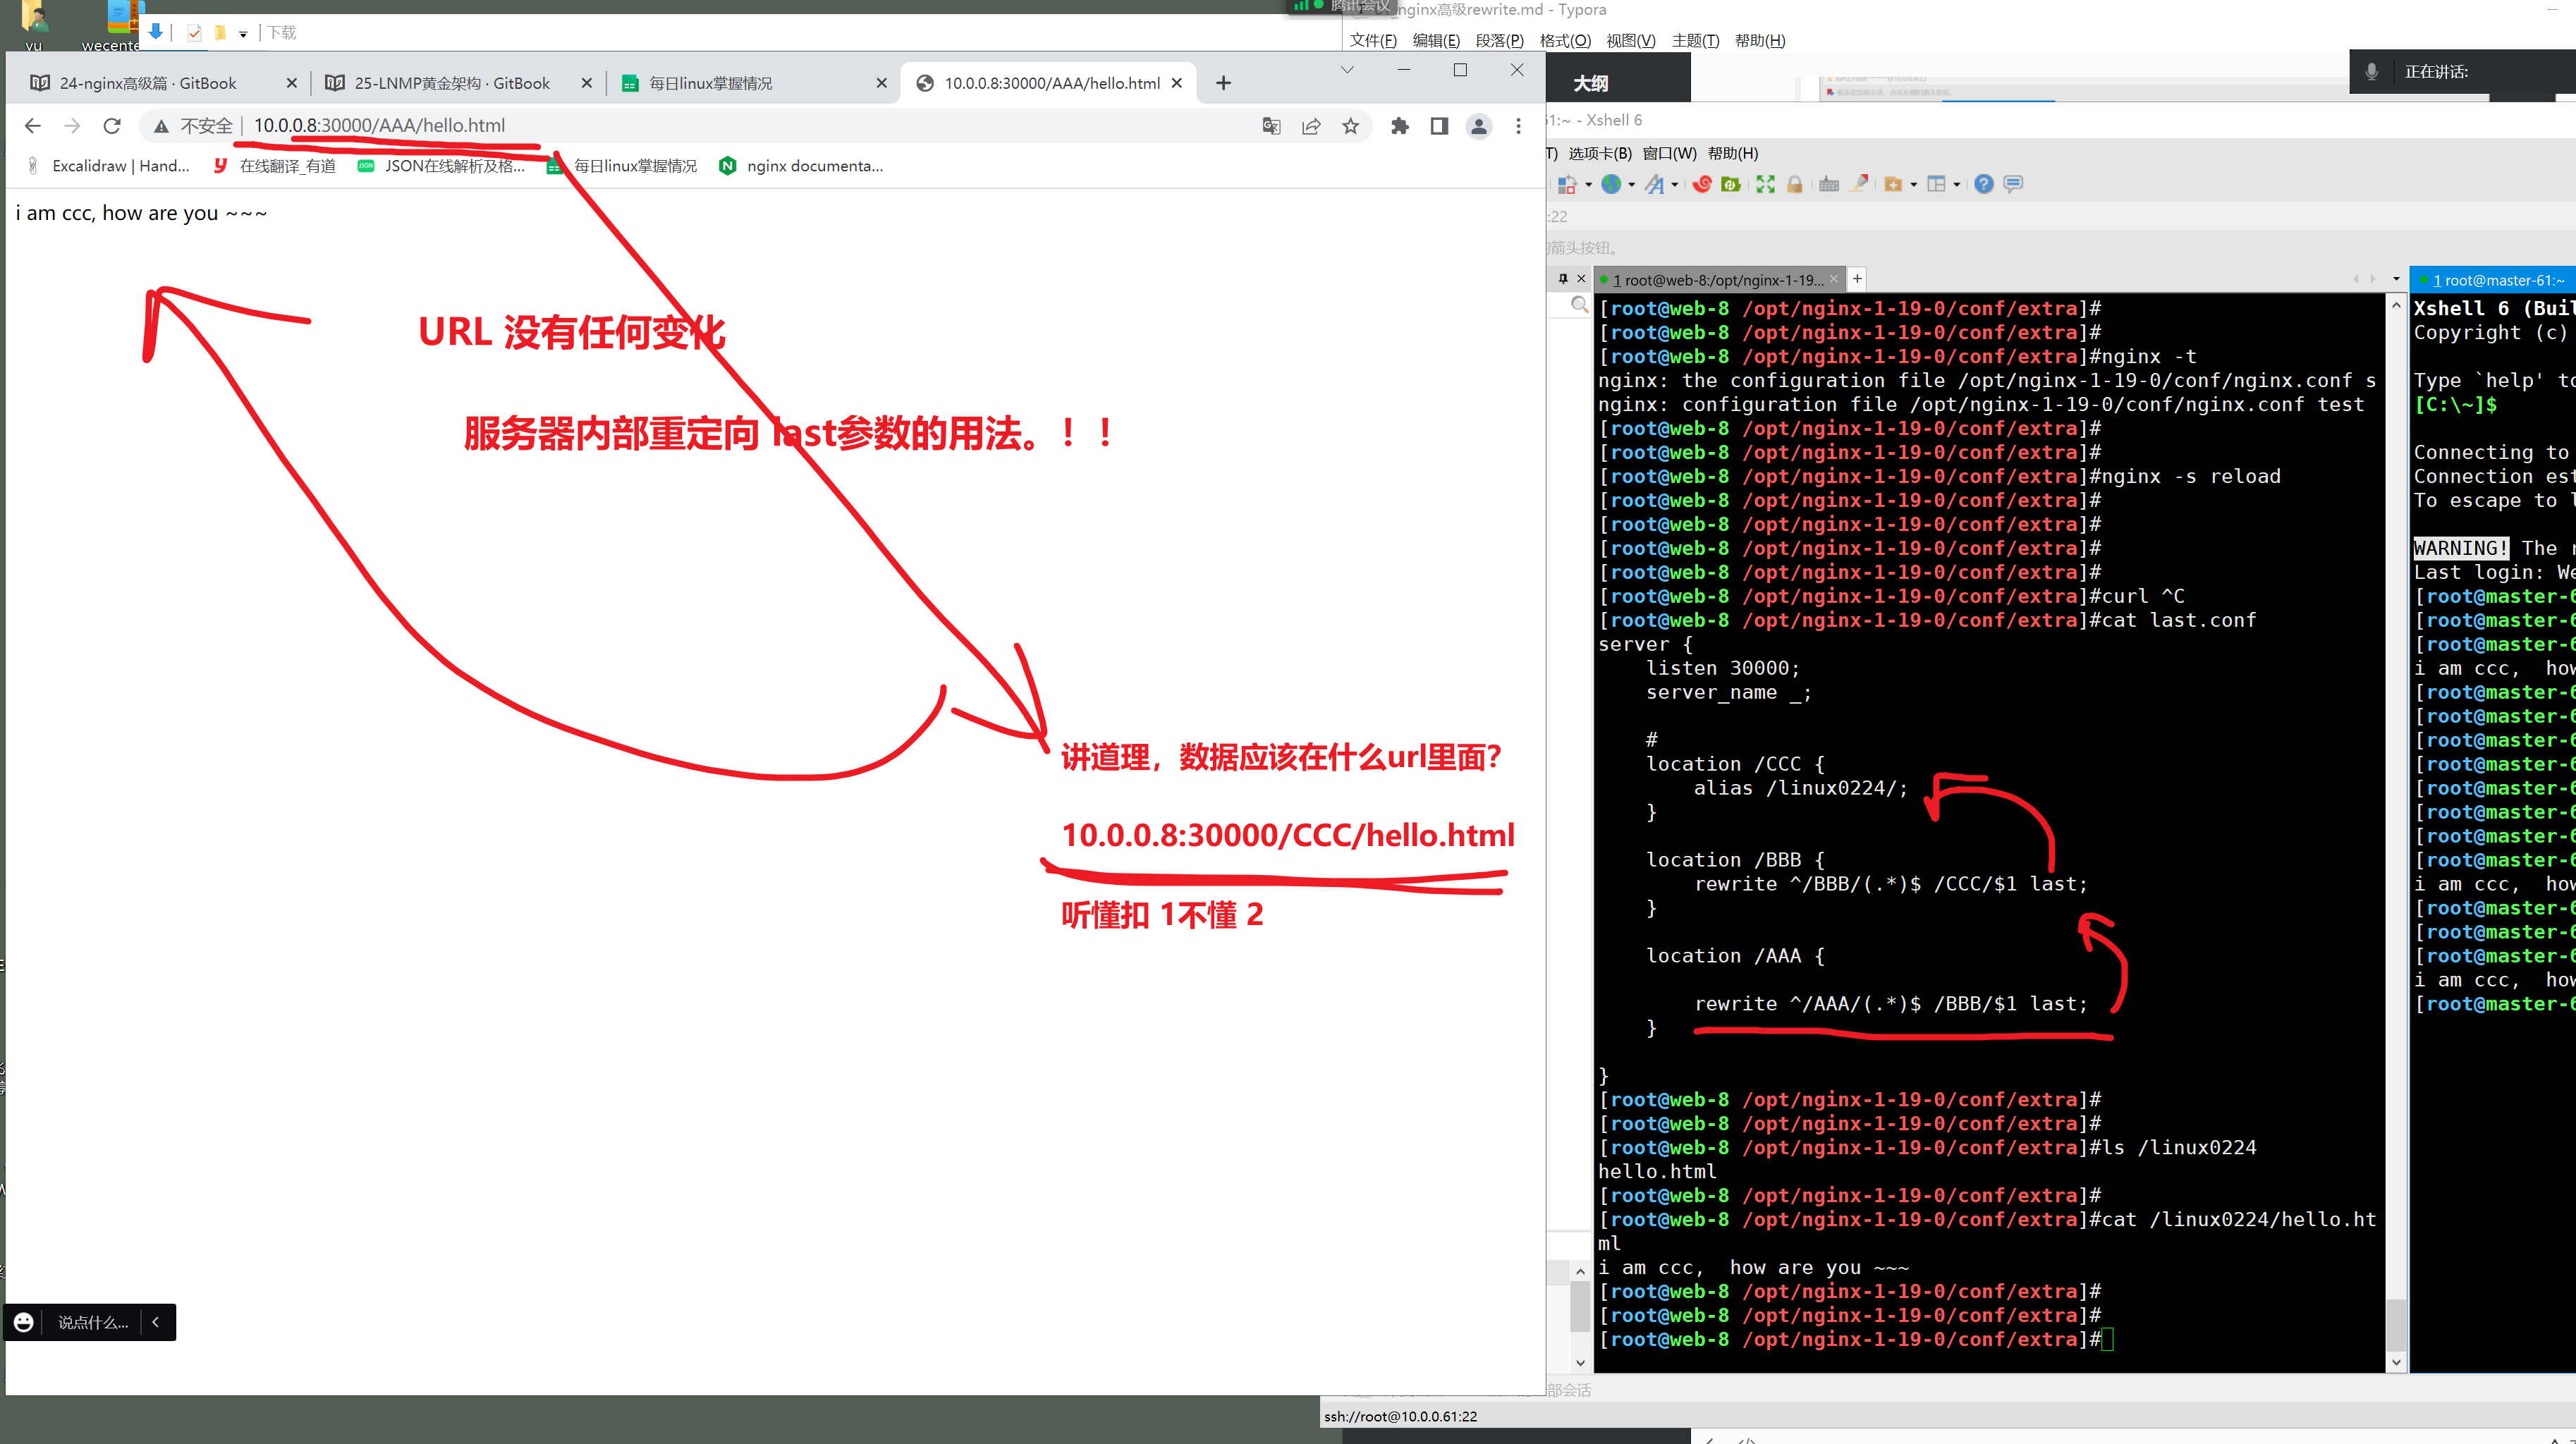 yu
wecente
下载
腾讯会议
nginx高级rewrite.md - Typora
文件(F) 编辑(E) 段落(P) 格式(O) 视图(V) 主题(T) 帮助(H)
24-nginx高级篇 · GitBook
25-LNMP黄金架构 · GitBook
每日linux掌握情况
10.0.0.8:30000/AAA/hello.html
大纲
正在讲话:
不安全 10.0.0.8:30000/AAA/hello.html
61:~ - Xshell 6
Excalidraw | Hand...
在线翻译_有道
JSON在线解析及格...
每日linux掌握情况
nginx documenta...
T) 选项卡(B) 窗口(W) 帮助(H)
i am ccc, how are you ~~~
:22
箭头按钮。
URL 没有任何变化
服务器内部重定向 last参数的用法。！！
讲道理，数据应该在什么url里面？
10.0.0.8:30000/CCC/hello.html
听懂扣 1不懂 2
说点什么...
1 root@web-8:/opt/nginx-1-19...
[root@web-8 /opt/nginx-1-19-0/conf/extra]#
[root@web-8 /opt/nginx-1-19-0/conf/extra]#
[root@web-8 /opt/nginx-1-19-0/conf/extra]#nginx -t
nginx: the configuration file /opt/nginx-1-19-0/conf/nginx.conf s
nginx: configuration file /opt/nginx-1-19-0/conf/nginx.conf test
[root@web-8 /opt/nginx-1-19-0/conf/extra]#
[root@web-8 /opt/nginx-1-19-0/conf/extra]#
[root@web-8 /opt/nginx-1-19-0/conf/extra]#nginx -s reload
[root@web-8 /opt/nginx-1-19-0/conf/extra]#
[root@web-8 /opt/nginx-1-19-0/conf/extra]#
[root@web-8 /opt/nginx-1-19-0/conf/extra]#
[root@web-8 /opt/nginx-1-19-0/conf/extra]#
[root@web-8 /opt/nginx-1-19-0/conf/extra]#curl ^C
[root@web-8 /opt/nginx-1-19-0/conf/extra]#cat last.conf
server {
listen 30000;
server_name _;
#
location /CCC {
alias /linux0224/;
}
location /BBB {
rewrite ^/BBB/(.*)$ /CCC/$1 last;
}
location /AAA {
rewrite ^/AAA/(.*)$ /BBB/$1 last;
}
}
[root@web-8 /opt/nginx-1-19-0/conf/extra]#
[root@web-8 /opt/nginx-1-19-0/conf/extra]#
[root@web-8 /opt/nginx-1-19-0/conf/extra]#ls /linux0224
hello.html
[root@web-8 /opt/nginx-1-19-0/conf/extra]#
[root@web-8 /opt/nginx-1-19-0/conf/extra]#cat /linux0224/hello.ht
ml
i am ccc,  how are you ~~~
[root@web-8 /opt/nginx-1-19-0/conf/extra]#
[root@web-8 /opt/nginx-1-19-0/conf/extra]#
[root@web-8 /opt/nginx-1-19-0/conf/extra]#
1 root@master-61:~
Xshell 6 (Buil
Copyright (c)
Type `help' to
[C:\~]$
Connecting to
Connection est
To escape to l
WARNING! The r
Last login: We
[root@master-6
[root@master-6
[root@master-6
i am ccc,  how
[root@master-6
[root@master-6
[root@master-6
[root@master-6
[root@master-6
[root@master-6
[root@master-6
[root@master-6
i am ccc,  how
[root@master-6
[root@master-6
[root@master-6
i am ccc,  how
[root@master-6
部会话
ssh://root@10.0.0.61:22